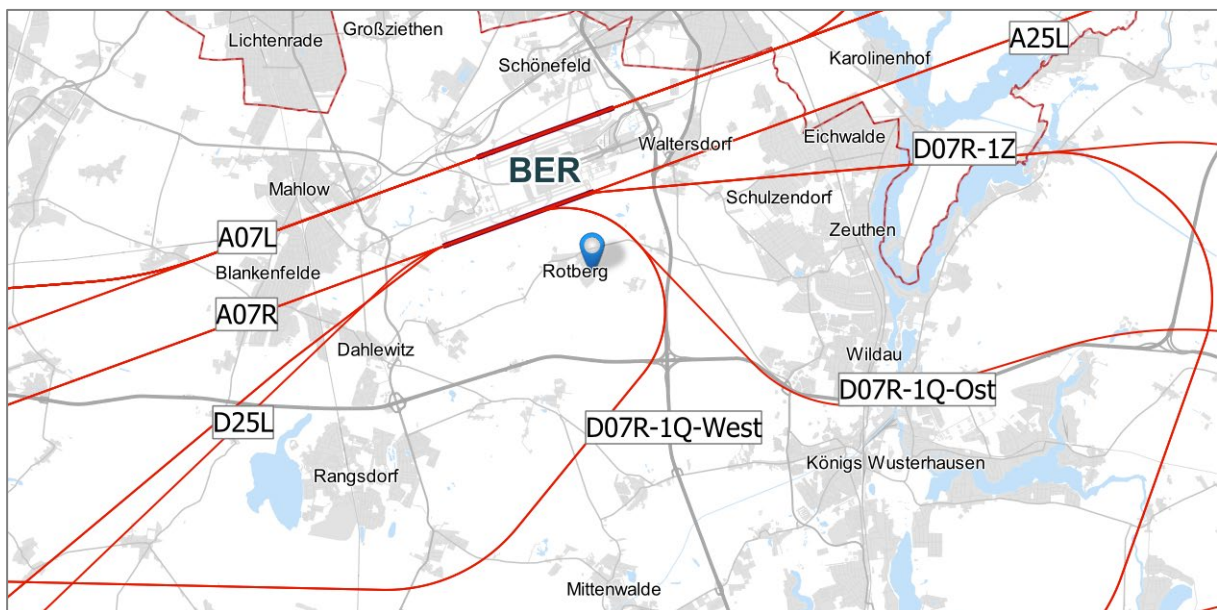 Großziethen
Lichtenrade
A25L
Karolinenhof
Schönefeld
Eichwalde
Waltersdorf
D07R-1Z
BER
Mahlow
Schulzendorf
Zeuthen
A07L
Blankenfelde
Rotberg
A07R
Dahlewitz
Wildau
D07R-1Q-Ost
D25L
D07R-1Q-West
Königs Wusterhausen
Rangsdorf
Mittenwalde